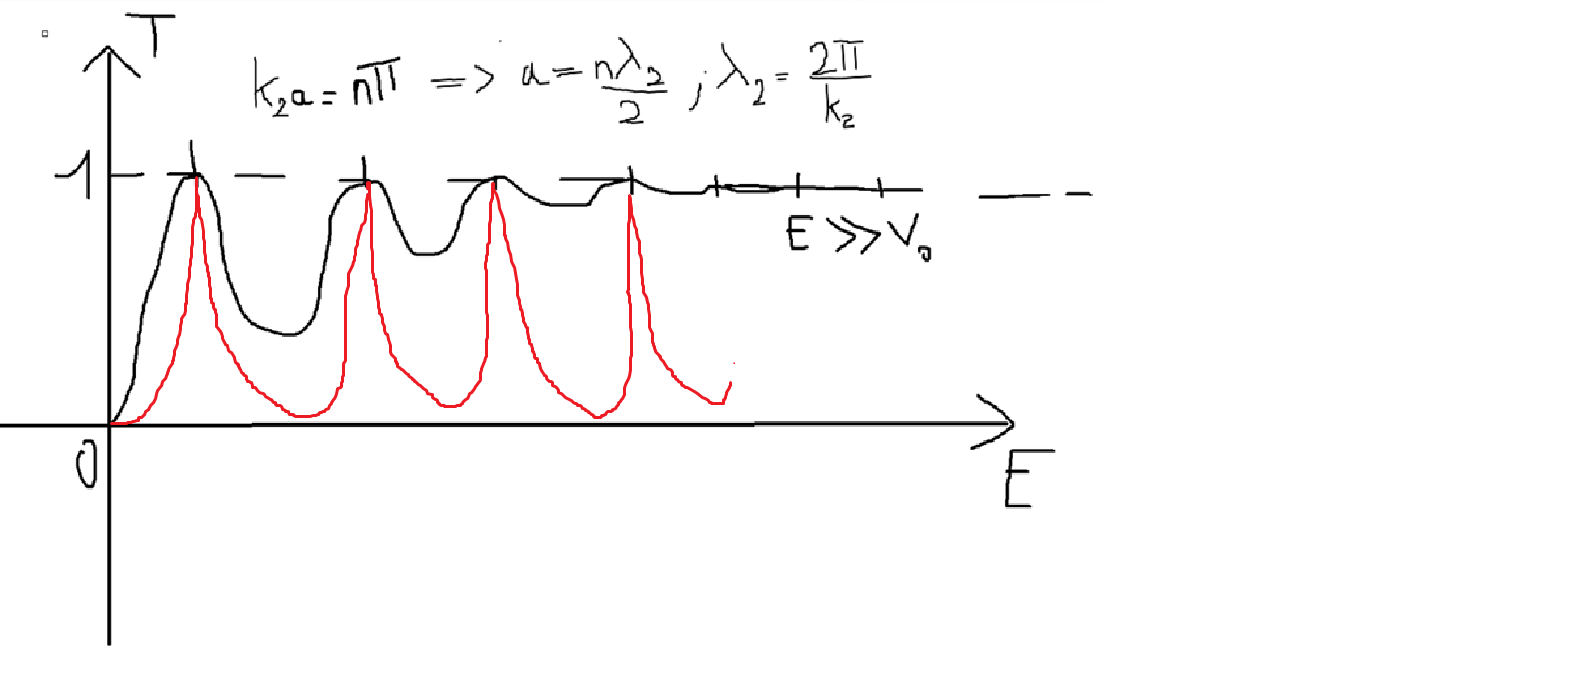 T
k₂a = nπ => a = nλ₂/2 ; λ₂ = 2π/k₂
1
E >> V₀
0
E